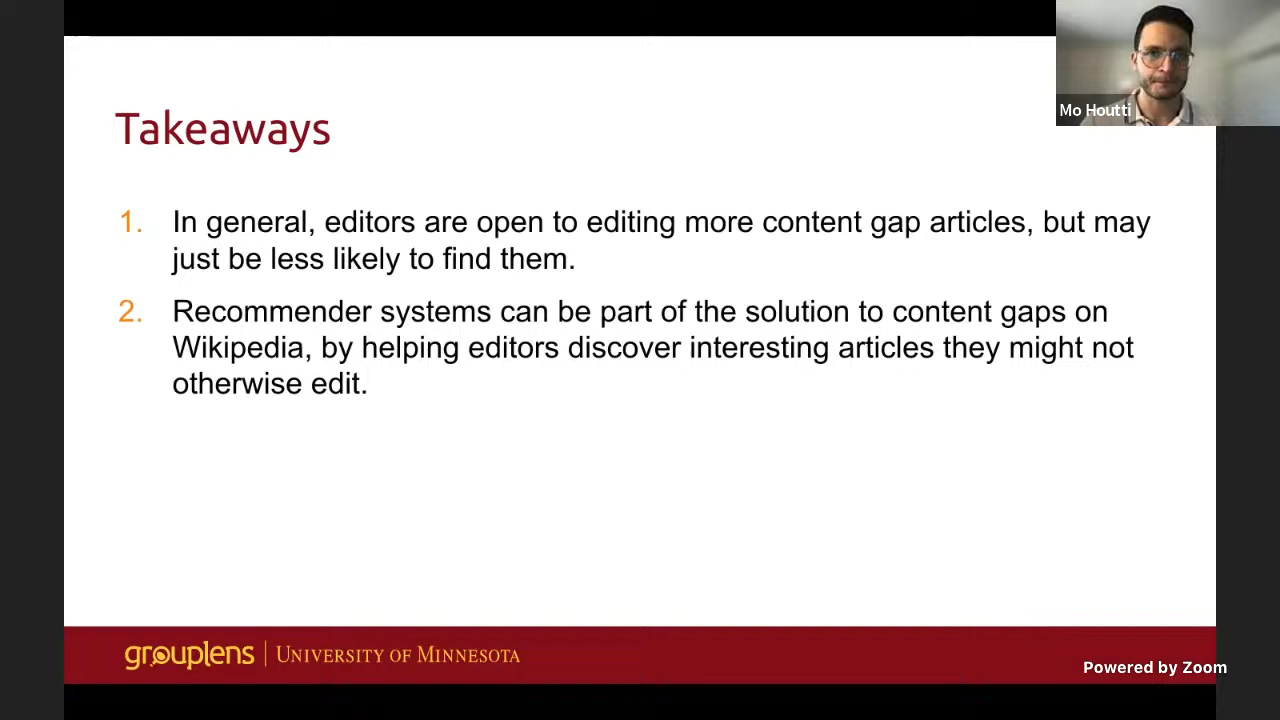 Mo Houtti
Takeaways
1. In general, editors are open to editing more content gap articles, but may
just be less likely to find them.
2. Recommender systems can be part of the solution to content gaps on
Wikipedia, by helping editors discover interesting articles they might not
otherwise edit.
grouplens | UNIVERSITY OF MINNESOTA
Powered by Zoom